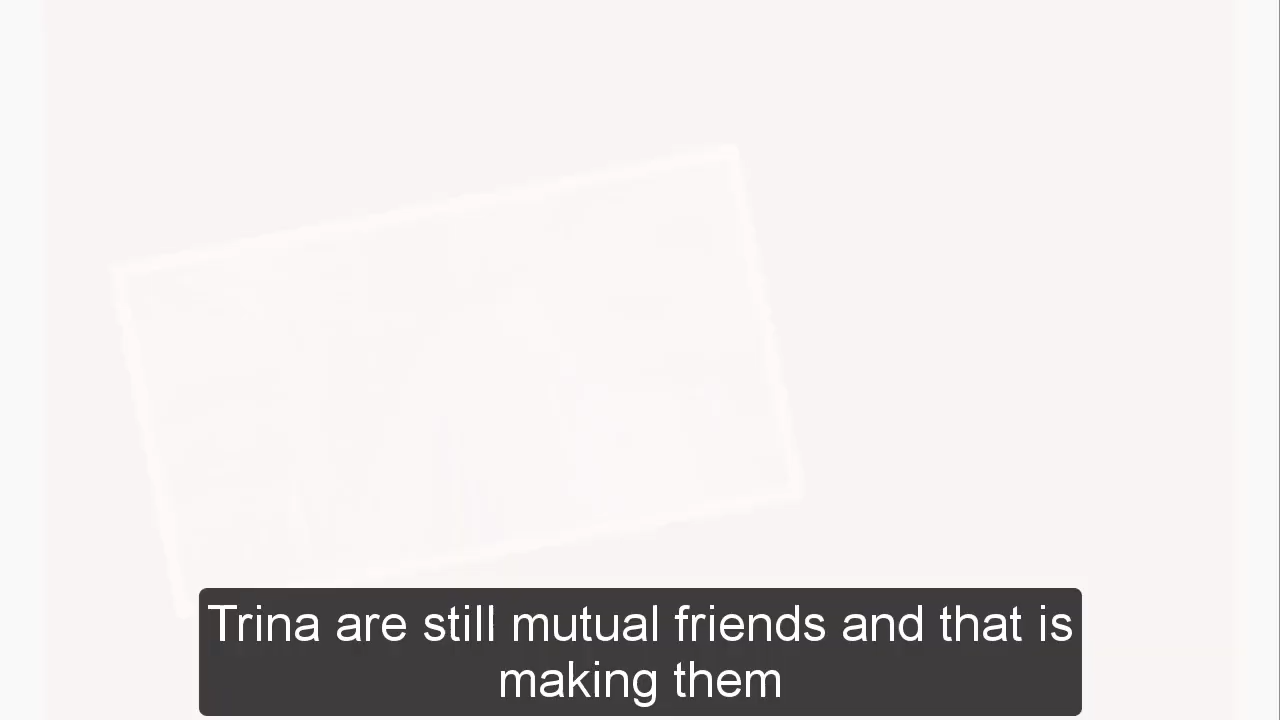 Trina are still mutual friends and that is
making them